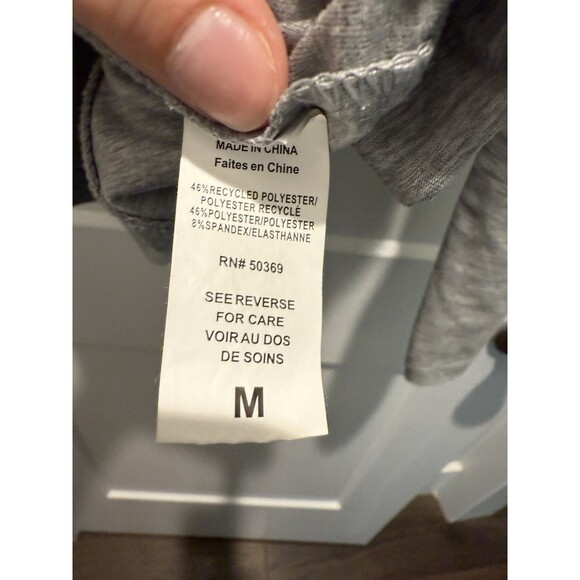 MADE IN CHINA
Faites en Chine
46%RECYCLED POLYESTER/
POLYESTER RECYCLÉ
46%POLYESTER/POLYESTER
8%SPANDEX/ELASTHANNE
RN# 50369
SEE REVERSE
FOR CARE
VOIR AU DOS
DE SOINS
M